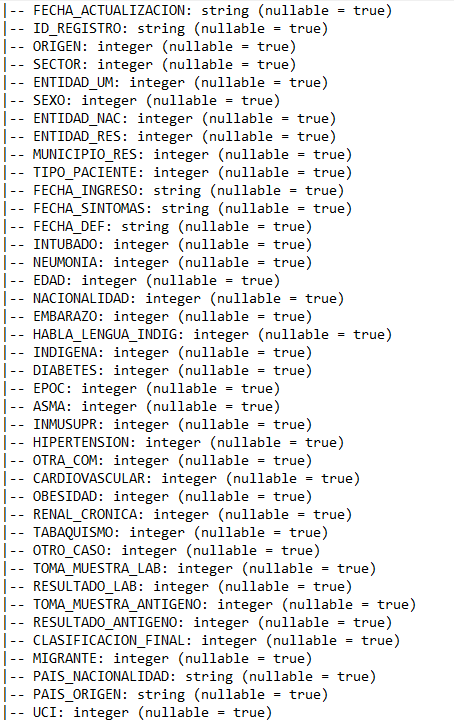 |-- FECHA_ACTUALIZACION: string (nullable = true)
|-- ID_REGISTRO: string (nullable = true)
|-- ORIGEN: integer (nullable = true)
|-- SECTOR: integer (nullable = true)
|-- ENTIDAD_UM: integer (nullable = true)
|-- SEXO: integer (nullable = true)
|-- ENTIDAD_NAC: integer (nullable = true)
|-- ENTIDAD_RES: integer (nullable = true)
|-- MUNICIPIO_RES: integer (nullable = true)
|-- TIPO_PACIENTE: integer (nullable = true)
|-- FECHA_INGRESO: string (nullable = true)
|-- FECHA_SINTOMAS: string (nullable = true)
|-- FECHA_DEF: string (nullable = true)
|-- INTUBADO: integer (nullable = true)
|-- NEUMONIA: integer (nullable = true)
|-- EDAD: integer (nullable = true)
|-- NACIONALIDAD: integer (nullable = true)
|-- EMBARAZO: integer (nullable = true)
|-- HABLA_LENGUA_INDIG: integer (nullable = true)
|-- INDIGENA: integer (nullable = true)
|-- DIABETES: integer (nullable = true)
|-- EPOC: integer (nullable = true)
|-- ASMA: integer (nullable = true)
|-- INMUSUPR: integer (nullable = true)
|-- HIPERTENSION: integer (nullable = true)
|-- OTRA_COM: integer (nullable = true)
|-- CARDIOVASCULAR: integer (nullable = true)
|-- OBESIDAD: integer (nullable = true)
|-- RENAL_CRONICA: integer (nullable = true)
|-- TABAQUISMO: integer (nullable = true)
|-- OTRO_CASO: integer (nullable = true)
|-- TOMA_MUESTRA_LAB: integer (nullable = true)
|-- RESULTADO_LAB: integer (nullable = true)
|-- TOMA_MUESTRA_ANTIGENO: integer (nullable = true)
|-- RESULTADO_ANTIGENO: integer (nullable = true)
|-- CLASIFICACION_FINAL: integer (nullable = true)
|-- MIGRANTE: integer (nullable = true)
|-- PAIS_NACIONALIDAD: string (nullable = true)
|-- PAIS_ORIGEN: string (nullable = true)
|-- UCI: integer (nullable = true)